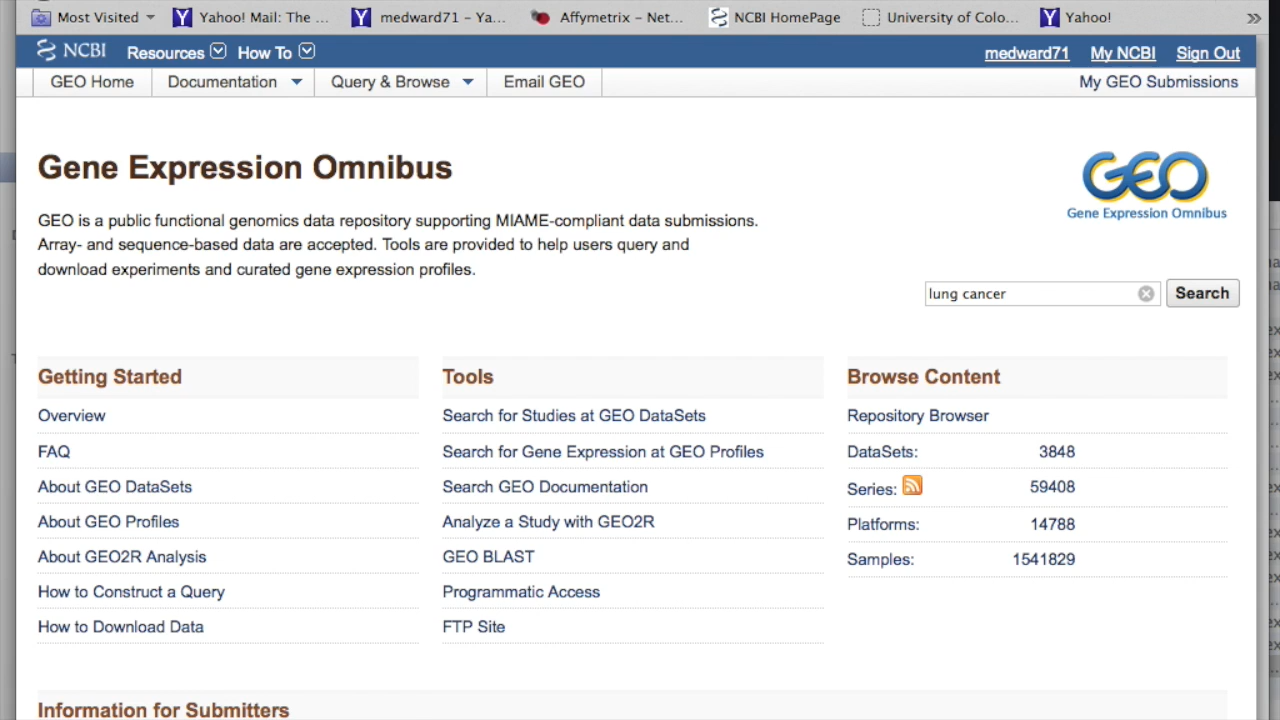 Most Visited Yahoo! Mail: The ... medward71 – Ya... Affymetrix – Net... NCBI HomePage University of Colo... Yahoo! »
NCBI Resources How To medward71 My NCBI Sign Out
GEO Home Documentation Query & Browse Email GEO My GEO Submissions
Gene Expression Omnibus
GEO
Gene Expression Omnibus
GEO is a public functional genomics data repository supporting MIAME-compliant data submissions.
Array- and sequence-based data are accepted. Tools are provided to help users query and
download experiments and curated gene expression profiles.
lung cancer Search
Getting Started
Overview
FAQ
About GEO DataSets
About GEO Profiles
About GEO2R Analysis
How to Construct a Query
How to Download Data
Tools
Search for Studies at GEO DataSets
Search for Gene Expression at GEO Profiles
Search GEO Documentation
Analyze a Study with GEO2R
GEO BLAST
Programmatic Access
FTP Site
Browse Content
Repository Browser
DataSets: 3848
Series: 59408
Platforms: 14788
Samples: 1541829
Information for Submitters